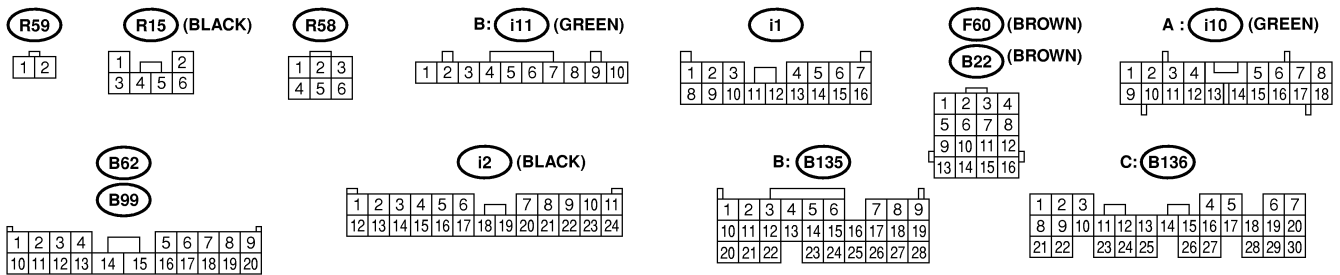 R59
1 2
R15 (BLACK)
1 2
3 4 5 6
R58
1 2 3
4 5 6
B: i11 (GREEN)
1 2 3 4 5 6 7 8 9 10
i1
1 2 3 4 5 6 7
8 9 10 11 12 13 14 15 16
F60 (BROWN)
B22 (BROWN)
1 2 3 4
5 6 7 8
9 10 11 12
13 14 15 16
A : i10 (GREEN)
1 2 3 4 5 6 7 8
9 10 11 12 13 14 15 16 17 18
B62
B99
1 2 3 4 5 6 7 8 9
10 11 12 13 14 15 16 17 18 19 20
i2 (BLACK)
1 2 3 4 5 6 7 8 9 10 11
12 13 14 15 16 17 18 19 20 21 22 23 24
B: B135
1 2 3 4 5 6 7 8 9
10 11 12 13 14 15 16 17 18 19
20 21 22 23 24 25 26 27 28
C: B136
1 2 3 4 5 6 7
8 9 10 11 12 13 14 15 16 17 18 19 20
21 22 23 24 25 26 27 28 29 30